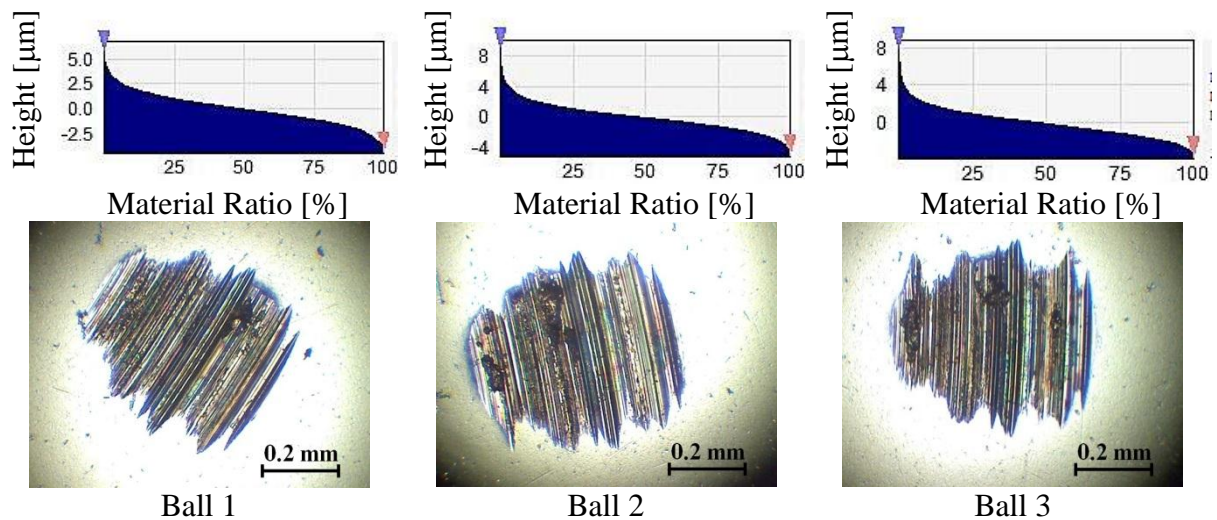 Height [µm]
5.0
2.5
0.0
-2.5
25 50 75 100
Material Ratio [%]
Height [µm]
8
4
0
-4
25 50 75 100
Material Ratio [%]
Height [µm]
8
4
0
25 50 75 100
Material Ratio [%]
0.2 mm
0.2 mm
0.2 mm
Ball 1
Ball 2
Ball 3